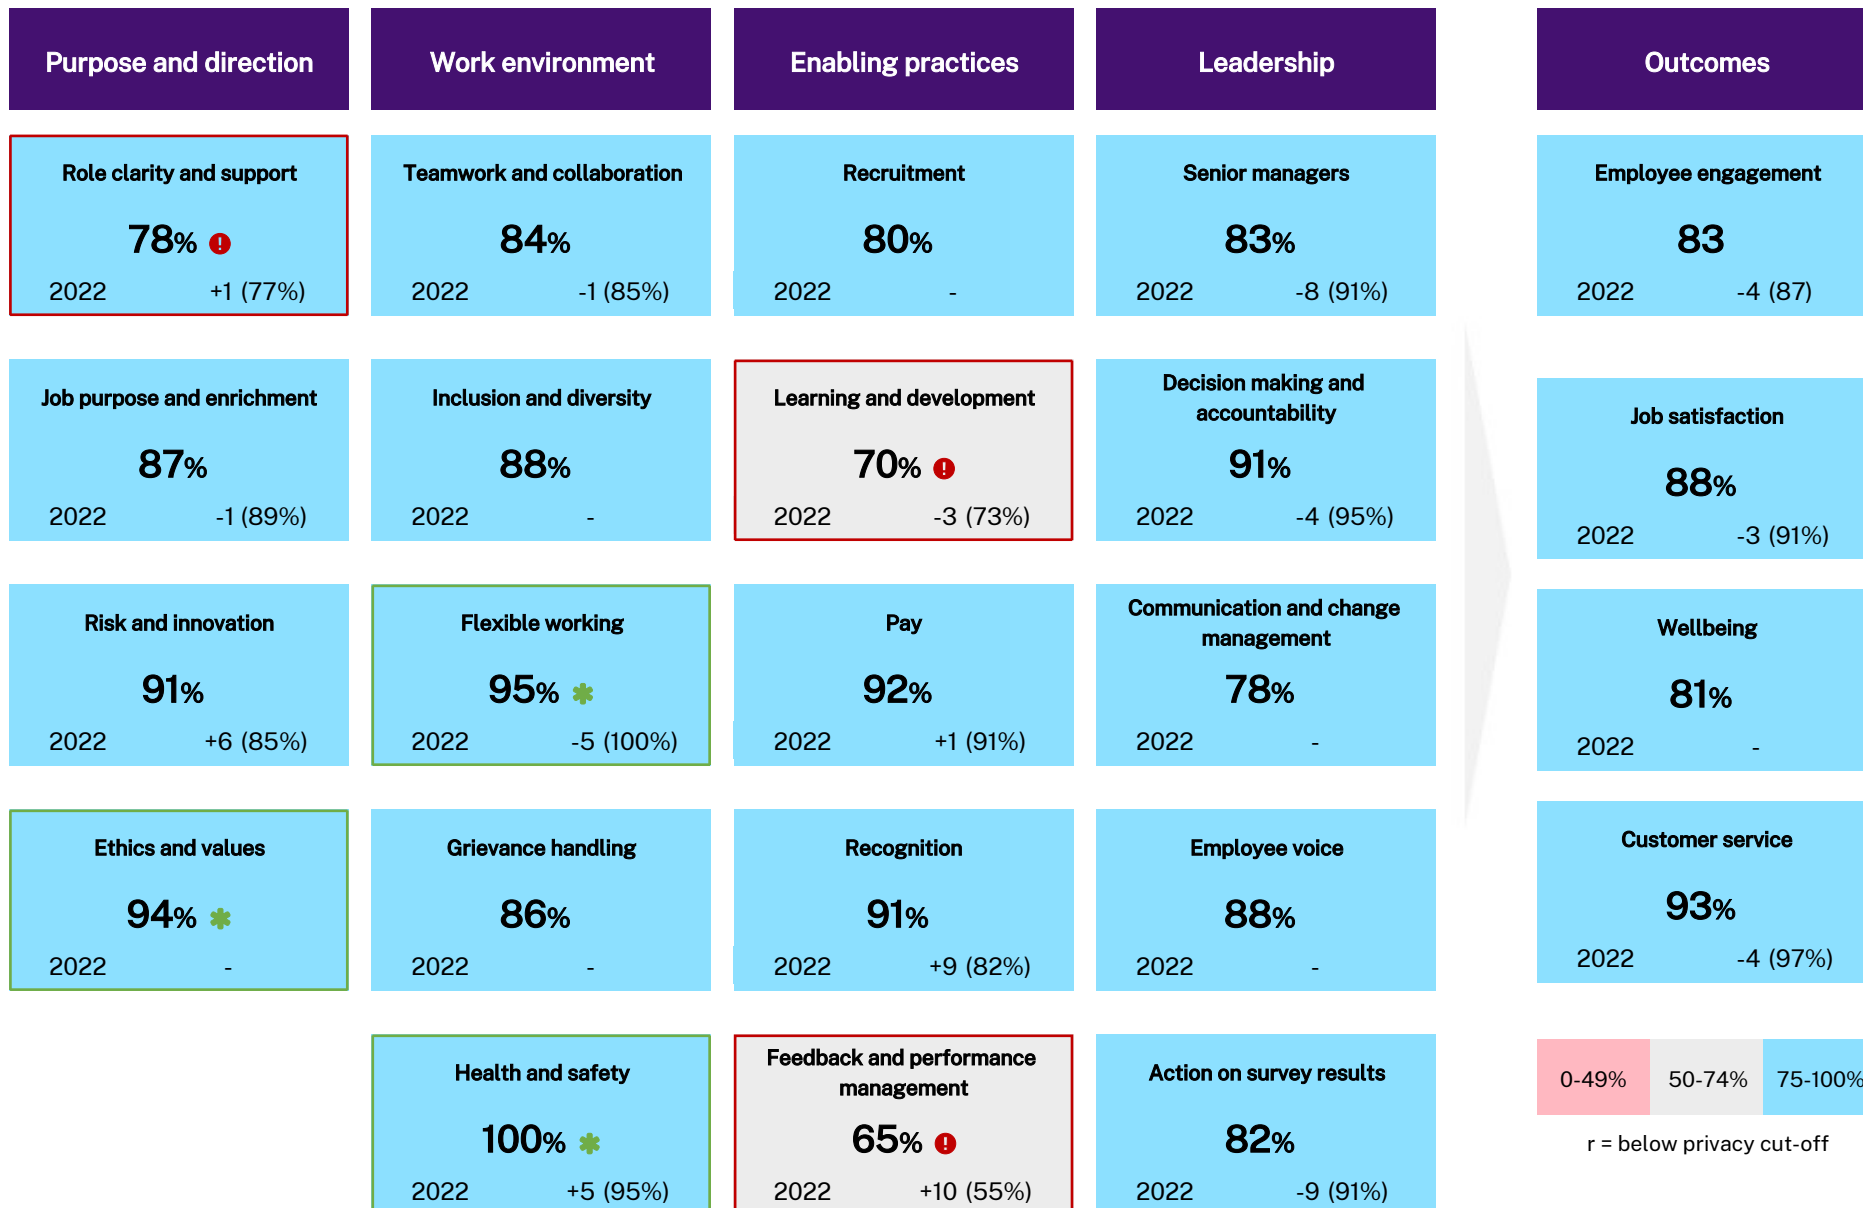 Purpose and direction
Work environment
Enabling practices
Leadership
Outcomes
Role clarity and support
78%
2022 +1 (77%)
Teamwork and collaboration
84%
2022 -1 (85%)
Recruitment
80%
2022 -
Senior managers
83%
2022 -8 (91%)
Employee engagement
83
2022 -4 (87)
Job purpose and enrichment
87%
2022 -1 (89%)
Inclusion and diversity
88%
2022 -
Learning and development
70%
2022 -3 (73%)
Decision making and
accountability
91%
2022 -4 (95%)
Job satisfaction
88%
2022 -3 (91%)
Risk and innovation
91%
2022 +6 (85%)
Flexible working
95%
2022 -5 (100%)
Pay
92%
2022 +1 (91%)
Communication and change
management
78%
2022 -
Wellbeing
81%
2022 -
Ethics and values
94%
2022 -
Grievance handling
86%
2022 -
Recognition
91%
2022 +9 (82%)
Employee voice
88%
2022 -
Customer service
93%
2022 -4 (97%)
Health and safety
100%
2022 +5 (95%)
Feedback and performance
management
65%
2022 +10 (55%)
Action on survey results
82%
2022 -9 (91%)
0-49% 50-74% 75-100%
r = below privacy cut-off